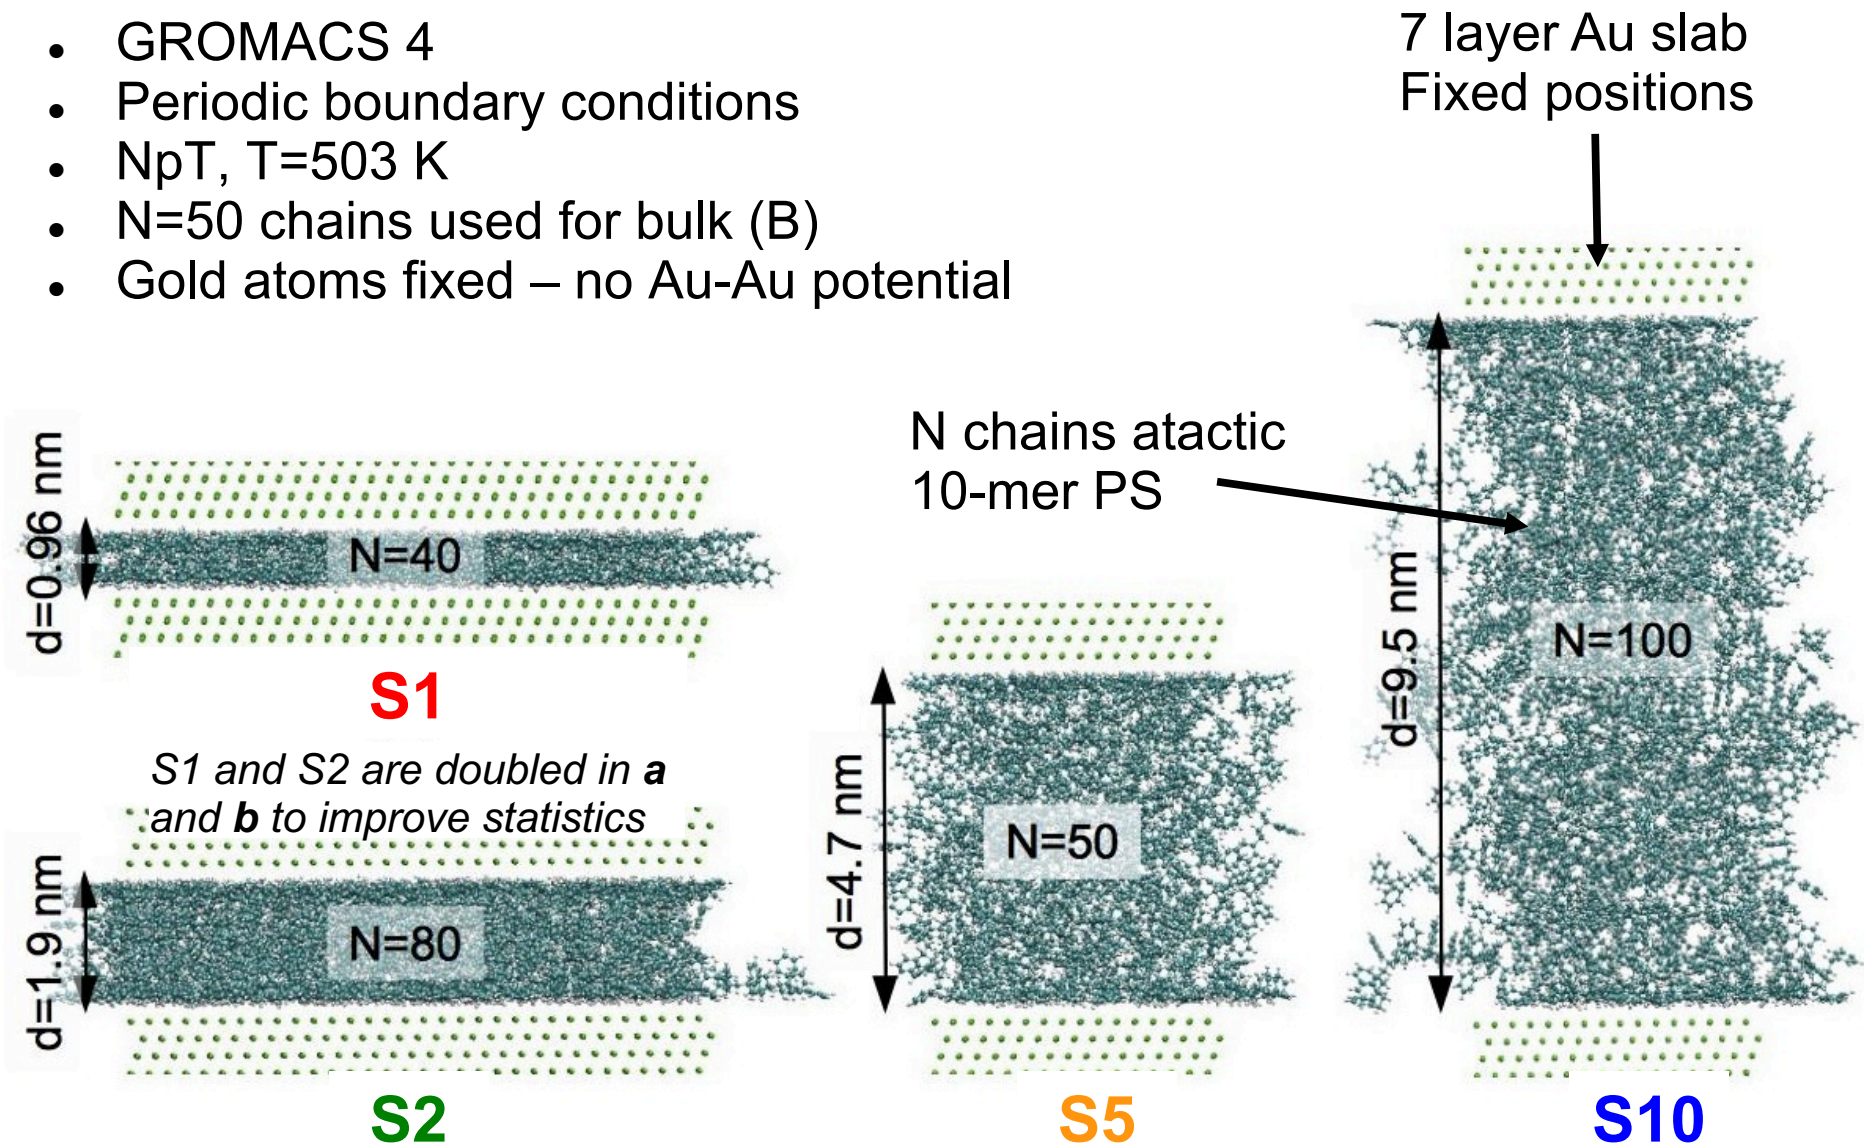 • GROMACS 4
• Periodic boundary conditions
• NpT, T=503 K
• N=50 chains used for bulk (B)
• Gold atoms fixed – no Au-Au potential
7 layer Au slab
Fixed positions
N chains atactic
10-mer PS
d=0.96 nm
N=40
S1
S1 and S2 are doubled in a
and b to improve statistics
d=1.9 nm
N=80
S2
d=4.7 nm
N=50
S5
d=9.5 nm
N=100
S10